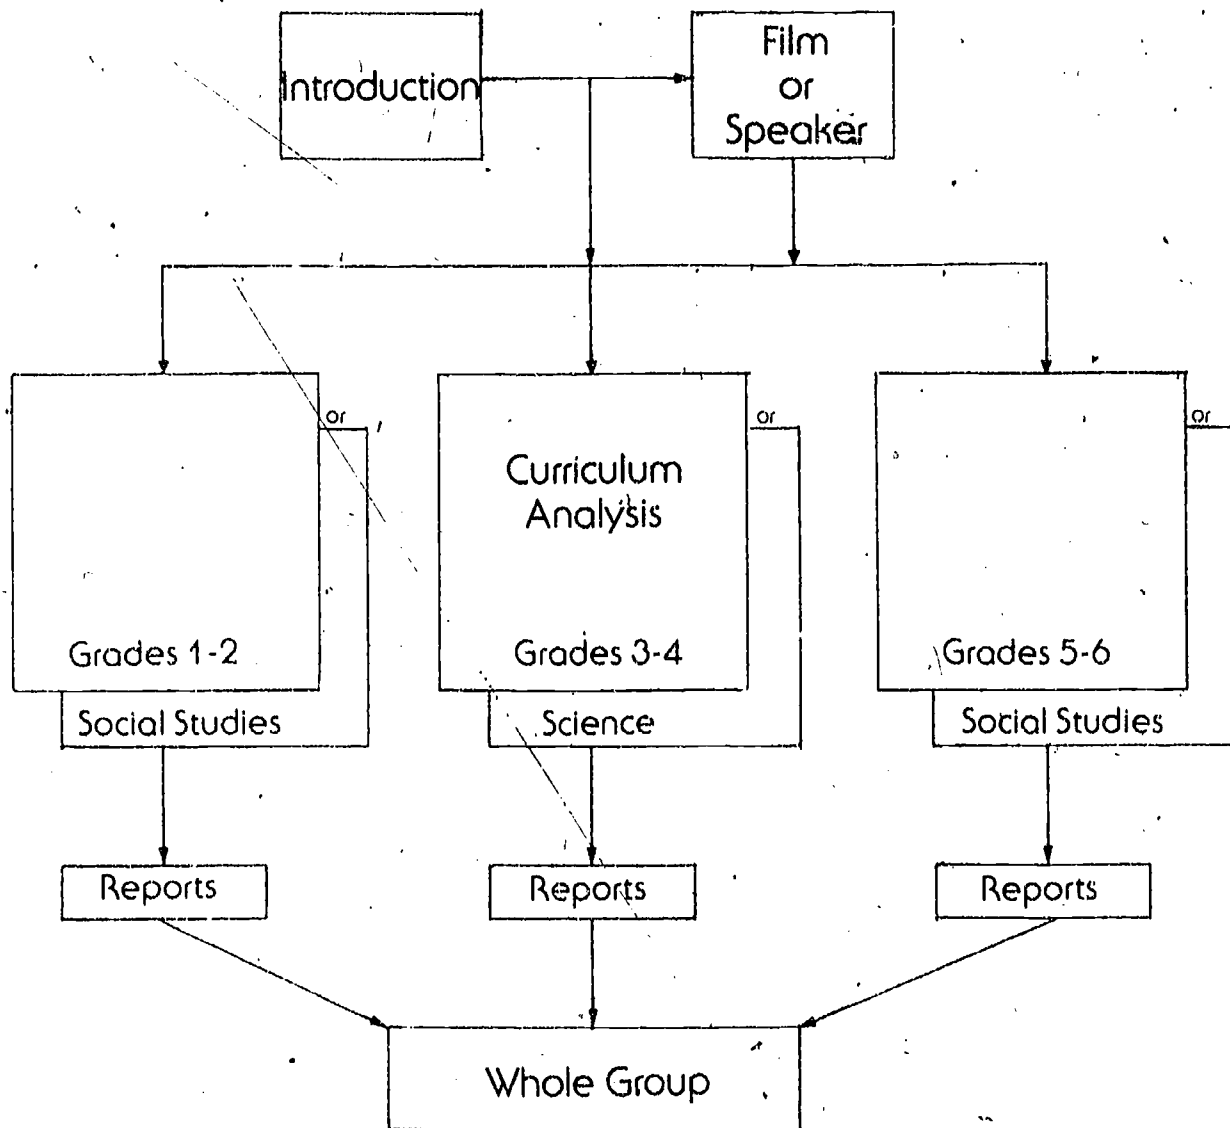 Introduction
Film
or
Speaker
or
or
or
Curriculum
Analysis
Grades 1-2
Grades 3-4
Grades 5-6
Social Studies
Science
Social Studies
Reports
Reports
Reports
Whole Group